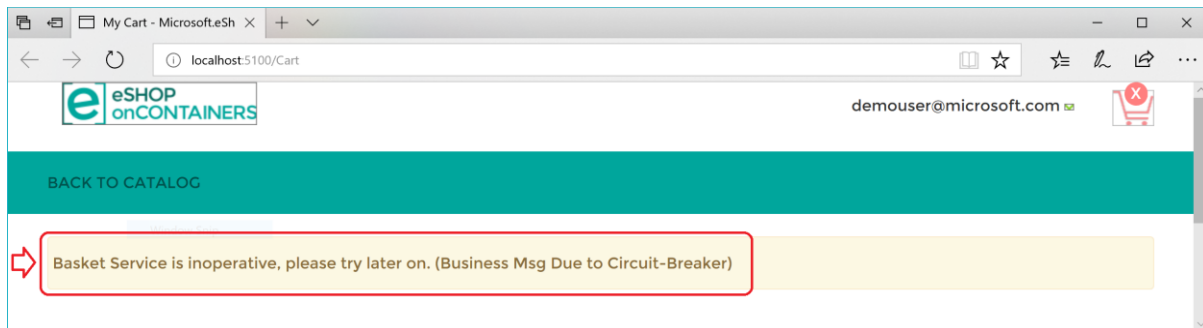 My Cart - Microsoft.eSh
localhost:5100/Cart
eSHOP
onCONTAINERS
demouser@microsoft.com
X
BACK TO CATALOG
Basket Service is inoperative, please try later on. (Business Msg Due to Circuit-Breaker)